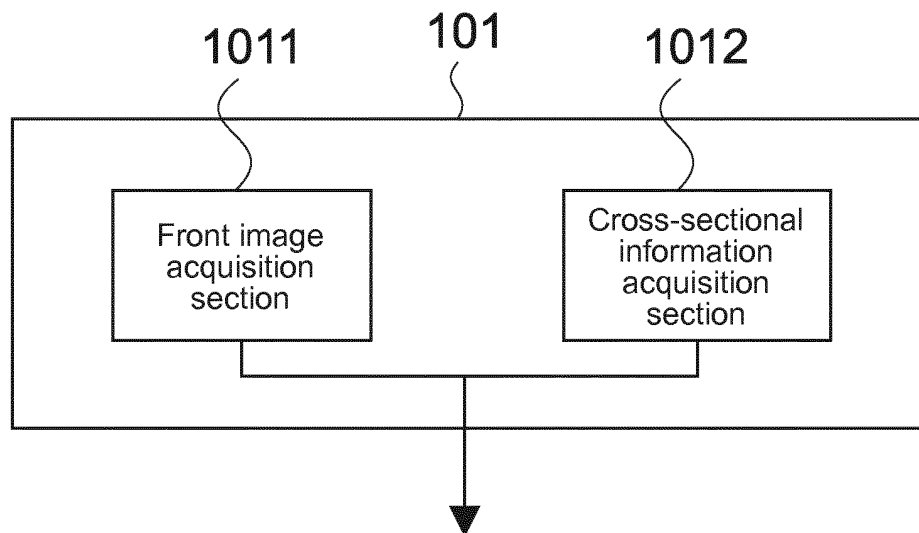 1011
101
1012
Front image
acquisition
section
Cross-sectional
information
acquisition
section